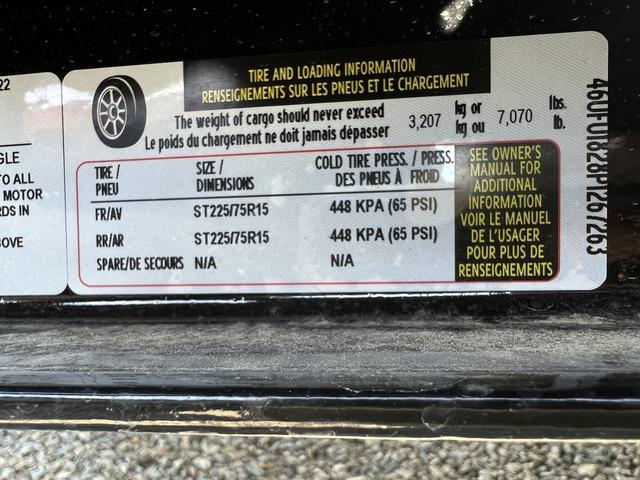 22
GLE
TO ALL
MOTOR
RDS IN
BOVE
TIRE AND LOADING INFORMATION
RENSEIGNEMENTS SUR LES PNEUS ET LE CHARGEMENT
The weight of cargo should never exceed
Le poids du chargement ne doit jamais dépasser
3,207 kg or kg ou 7,070 lbs. lb.
TIRE / PNEU
SIZE / DIMENSIONS
COLD TIRE PRESS. / PRESS. DES PNEUS À FROID
FR/AV ST225/75R15 448 KPA (65 PSI)
RR/AR ST225/75R15 448 KPA (65 PSI)
SPARE/DE SECOURS N/A N/A
SEE OWNER'S
MANUAL FOR
ADDITIONAL
INFORMATION
VOIR LE MANUEL
DE L'USAGER
POUR PLUS DE
RENSEIGNEMENTS